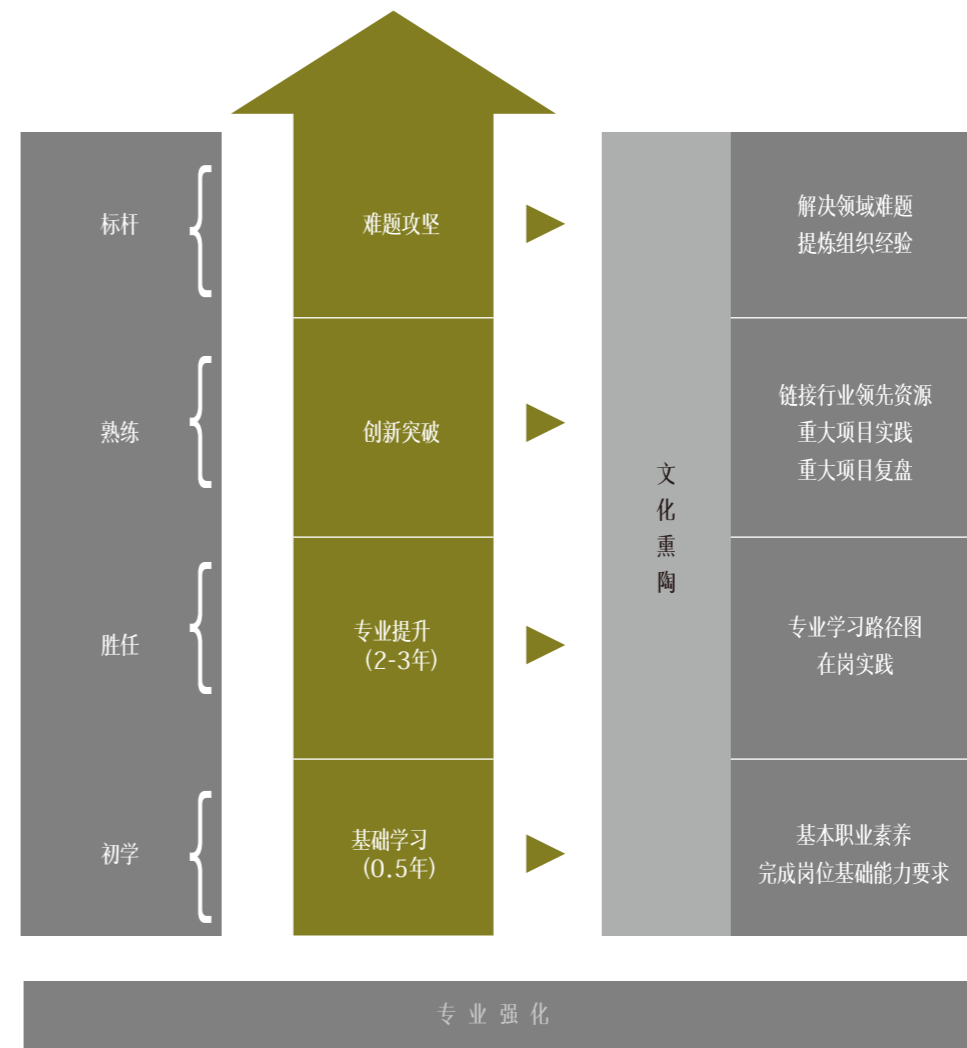 标杆
难题攻坚
解决领域难题
提炼组织经验
熟练
创新突破
链接行业领先资源
重大项目实践
重大项目复盘
文化熏陶
胜任
专业提升
(2-3年)
专业学习路径图
在岗实践
初学
基础学习
(0.5年)
基本职业素养
完成岗位基础能力要求
专业强化